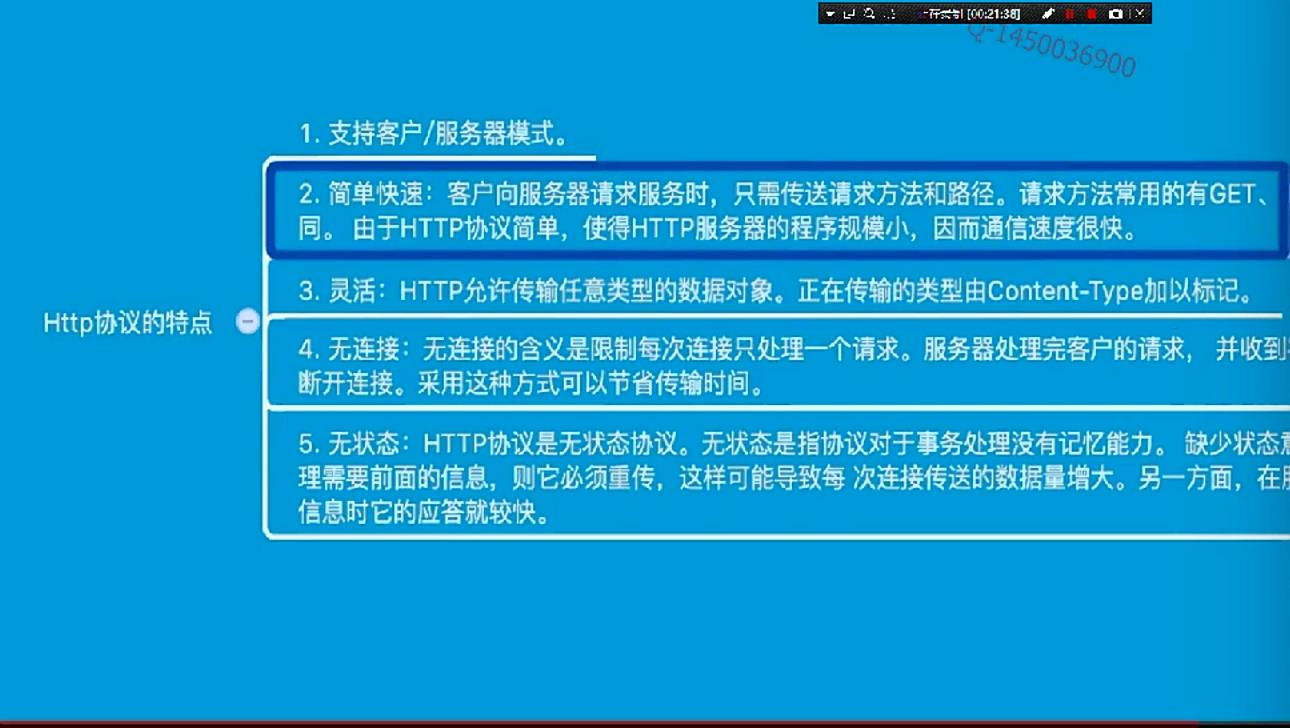 正在录制 [00:21:38]
Q-1450036900
1. 支持客户/服务器模式。
2. 简单快速：客户向服务器请求服务时，只需传送请求方法和路径。请求方法常用的有GET、
同。 由于HTTP协议简单，使得HTTP服务器的程序规模小，因而通信速度很快。
3. 灵活：HTTP允许传输任意类型的数据对象。正在传输的类型由Content-Type加以标记。
Http协议的特点
4. 无连接：无连接的含义是限制每次连接只处理一个请求。服务器处理完客户的请求， 并收到
断开连接。采用这种方式可以节省传输时间。
5. 无状态：HTTP协议是无状态协议。无状态是指协议对于事务处理没有记忆能力。 缺少状态
理需要前面的信息，则它必须重传，这样可能导致每 次连接传送的数据量增大。另一方面，在
信息时它的应答就较快。